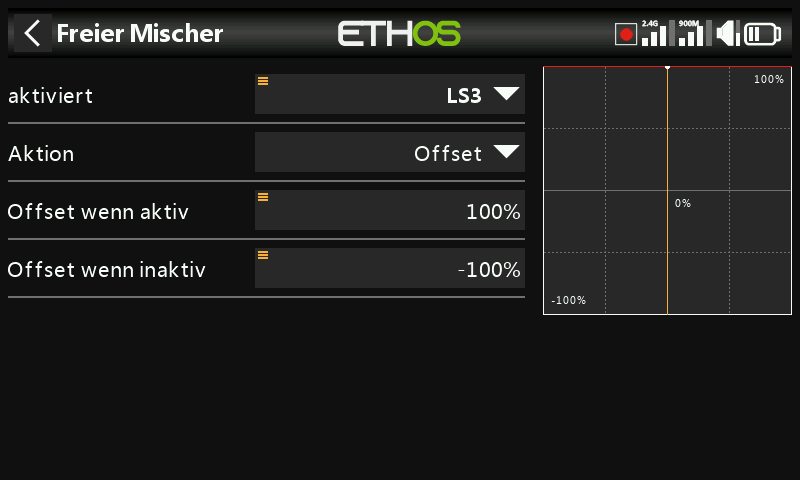 Freier Mischer
ETHOS
2.4G
900M
aktiviert
LS3
Aktion
Offset
Offset wenn aktiv
100%
Offset wenn inaktiv
-100%
100%
0%
-100%